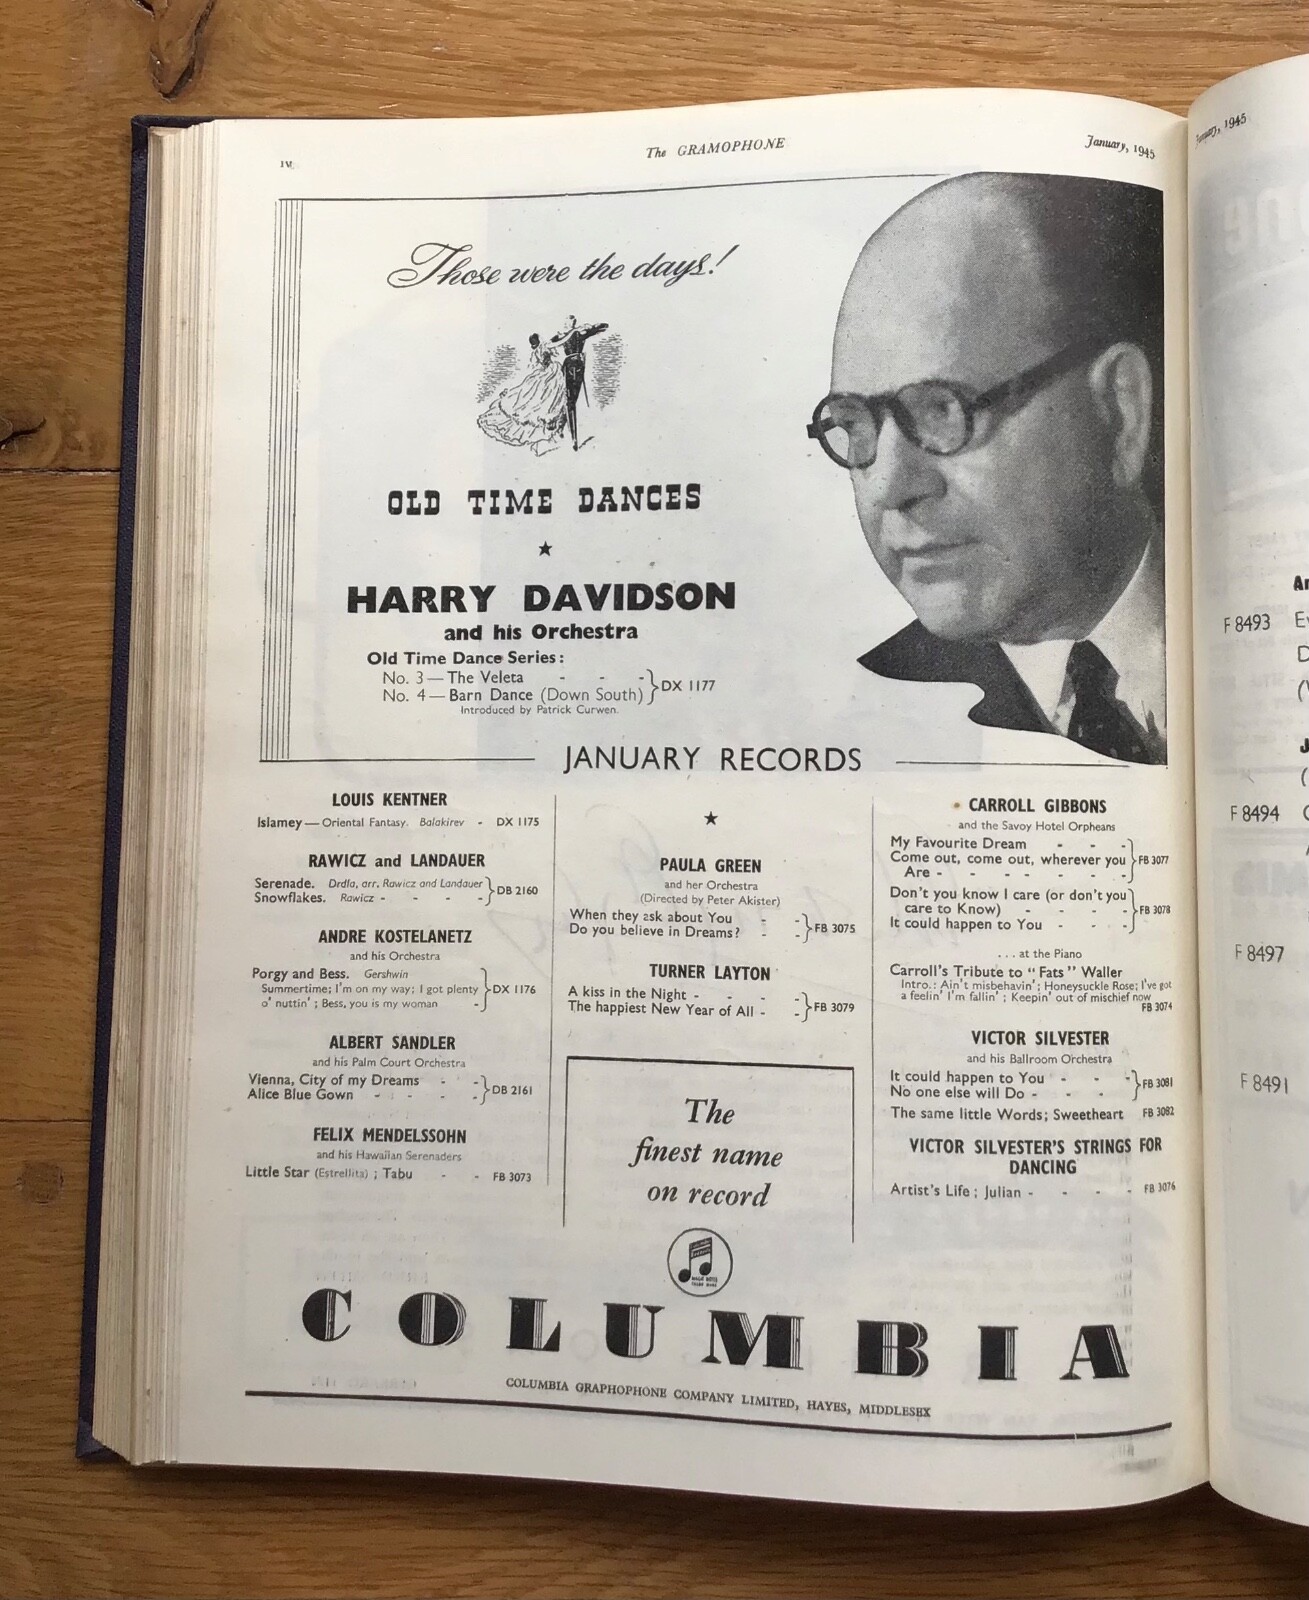 IV
The GRAMOPHONE
January, 1945
Those were the days!
OLD TIME DANCES
★
HARRY DAVIDSON
and his Orchestra
Old Time Dance Series:
No. 3 — The Veleta - - - } DX 1177
No. 4 — Barn Dance (Down South)
Introduced by Patrick Curwen.
JANUARY RECORDS
LOUIS KENTNER
Islamey — Oriental Fantasy. Balakirev - DX 1175
RAWICZ and LANDAUER
Serenade. Drdla, arr. Rawicz and Landauer } DB 2160
Snowflakes. Rawicz - - - -
ANDRE KOSTELANETZ
and his Orchestra
Porgy and Bess. Gershwin
Summertime; I'm on my way; I got plenty } DX 1176
o' nuttin'; Bess, you is my woman -
ALBERT SANDLER
and his Palm Court Orchestra
Vienna, City of my Dreams - - } DB 2161
Alice Blue Gown - - - -
FELIX MENDELSSOHN
and his Hawaiian Serenaders
Little Star (Estrellita) ; Tabu - - FB 3073
★
PAULA GREEN
and her Orchestra
(Directed by Peter Akister)
When they ask about You - - } FB 3075
Do you believe in Dreams? - -
TURNER LAYTON
A kiss in the Night - - - - } FB 3079
The happiest New Year of All - -
The
finest name
on record
CARROLL GIBBONS
and the Savoy Hotel Orpheans
My Favourite Dream - - -
Come out, come out, wherever you } FB 3077
Are - - - - - -
Don't you know I care (or don't you
care to Know) - - - - } FB 3078
It could happen to You - - -
. . . at the Piano
Carroll's Tribute to "Fats" Waller
Intro.: Ain't misbehavin'; Honeysuckle Rose; I've got
a feelin' I'm fallin' ; Keepin' out of mischief now
FB 3074
VICTOR SILVESTER
and his Ballroom Orchestra
It could happen to You - - - } FB 3081
No one else will Do - - -
The same little Words; Sweetheart FB 3082
VICTOR SILVESTER'S STRINGS FOR
DANCING
Artist's Life ; Julian - - - - FB 3076
MAGIC NOTES
TRADE MARK
COLUMBIA
COLUMBIA GRAPHOPHONE COMPANY LIMITED, HAYES, MIDDLESEX
January, 1945
F 8493
F 8494
F 8497
F 8491